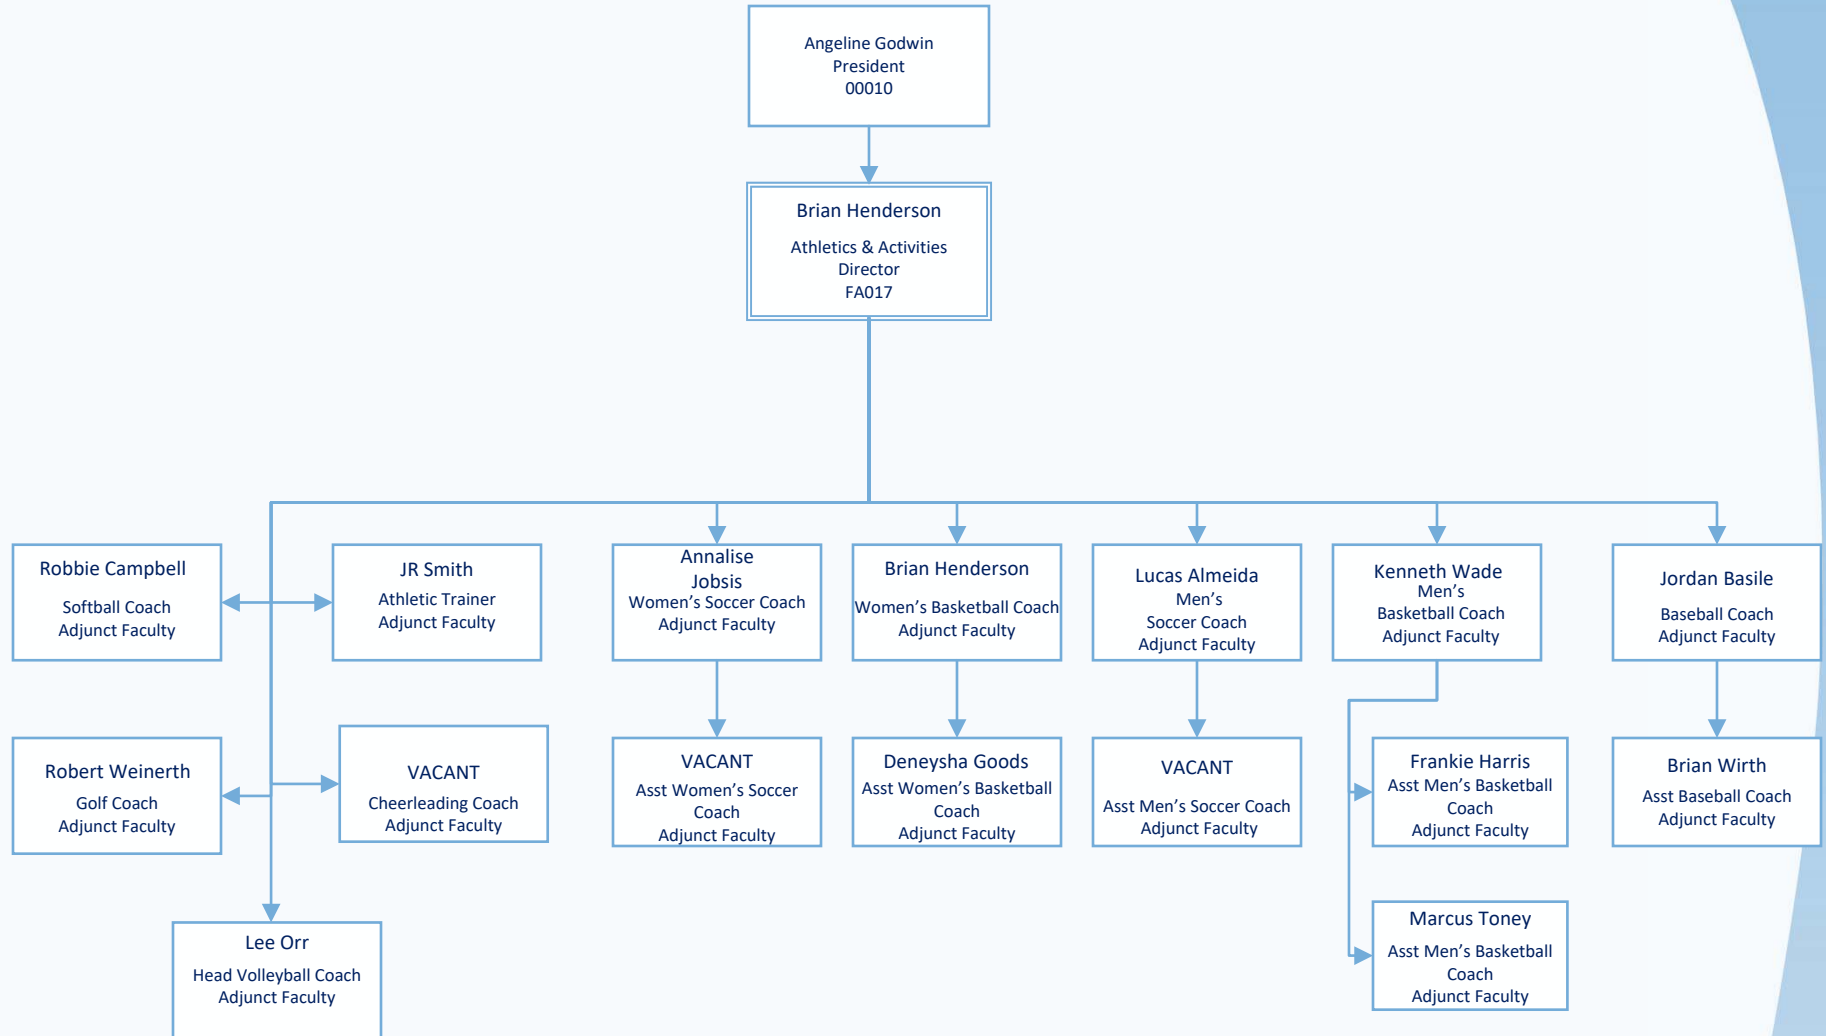 Angeline Godwin
President
00010
Brian Henderson
Athletics & Activities
Director
FA017
Robbie Campbell
Softball Coach
Adjunct Faculty
JR Smith
Athletic Trainer
Adjunct Faculty
Annalise
Jobsis
Women’s Soccer Coach
Adjunct Faculty
Brian Henderson
Women’s Basketball Coach
Adjunct Faculty
Lucas Almeida
Men’s
Soccer Coach
Adjunct Faculty
Kenneth Wade
Men’s
Basketball Coach
Adjunct Faculty
Jordan Basile
Baseball Coach
Adjunct Faculty
Robert Weinerth
Golf Coach
Adjunct Faculty
VACANT
Cheerleading Coach
Adjunct Faculty
VACANT
Asst Women’s Soccer
Coach
Adjunct Faculty
Deneysha Goods
Asst Women’s Basketball
Coach
Adjunct Faculty
VACANT
Asst Men’s Soccer Coach
Adjunct Faculty
Frankie Harris
Asst Men’s Basketball
Coach
Adjunct Faculty
Brian Wirth
Asst Baseball Coach
Adjunct Faculty
Lee Orr
Head Volleyball Coach
Adjunct Faculty
Marcus Toney
Asst Men’s Basketball
Coach
Adjunct Faculty